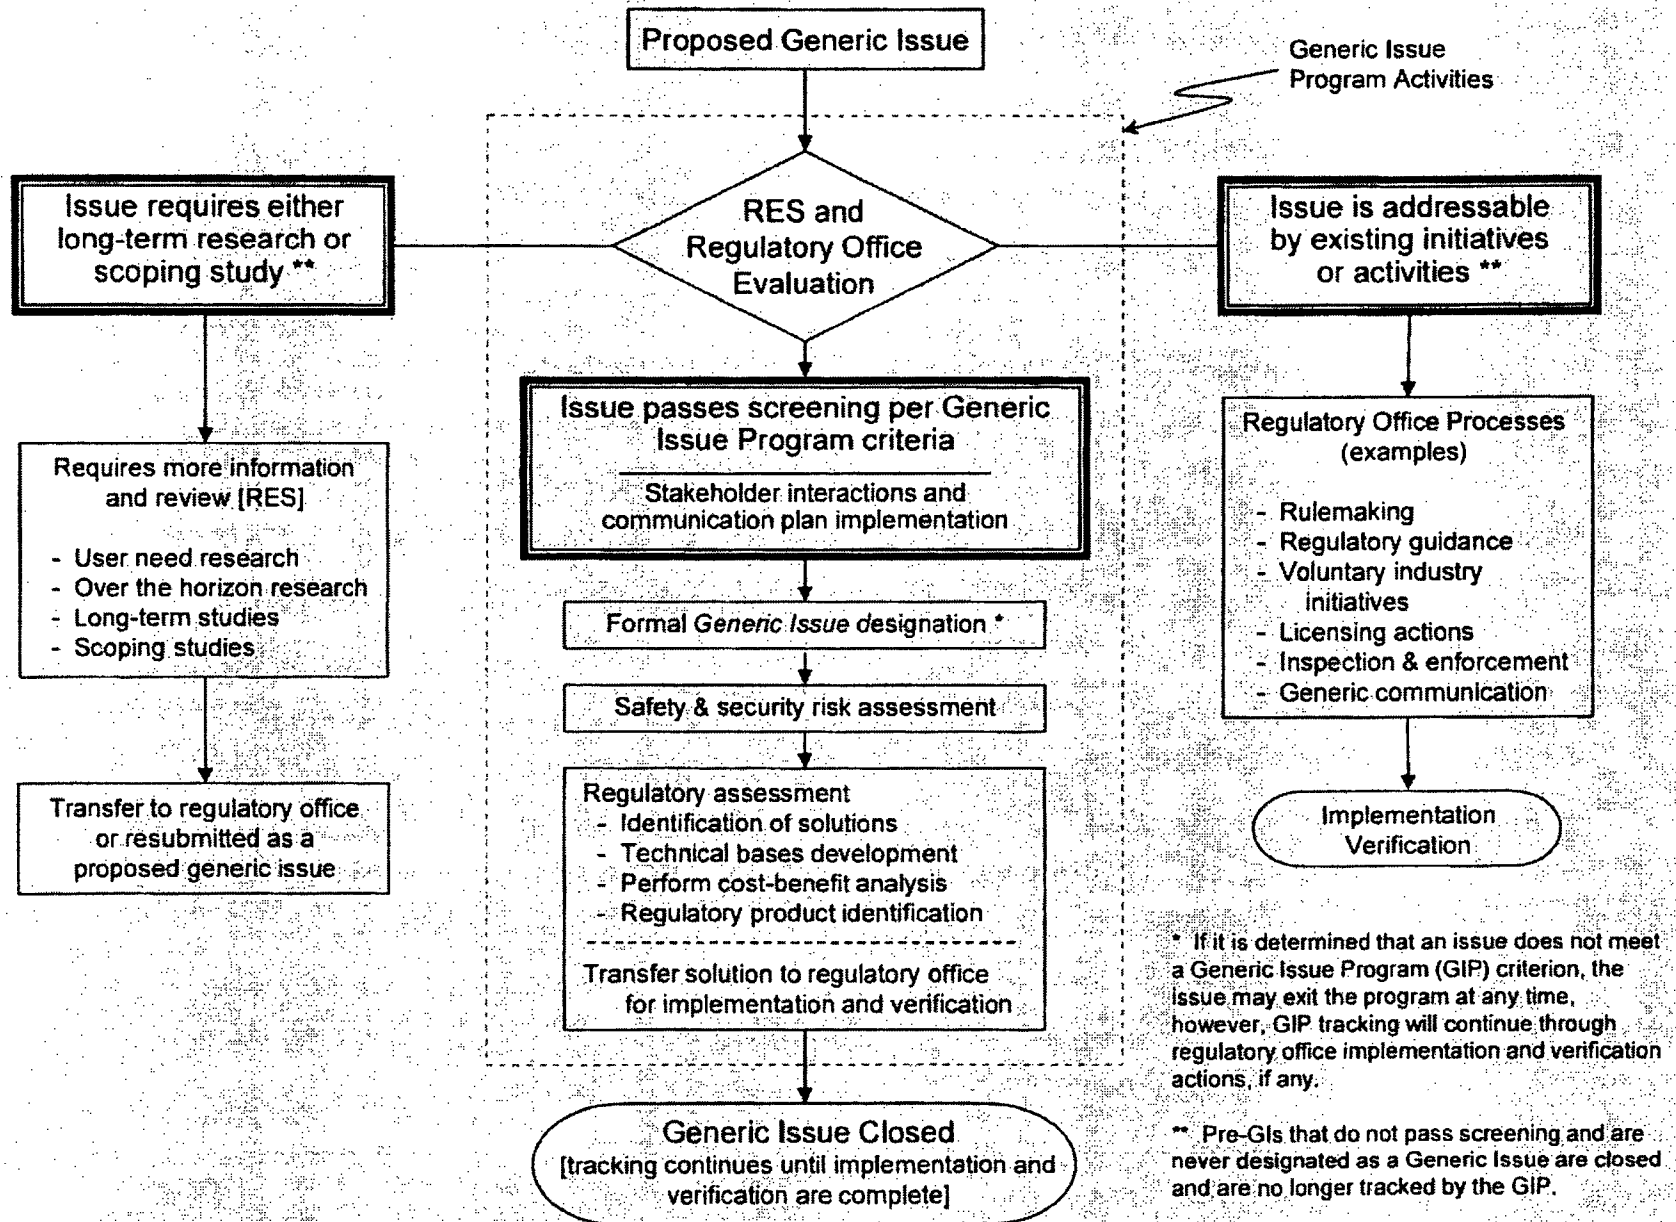 Proposed Generic Issue
Generic Issue
Program Activities
Issue requires either
long-term research or
scoping study **
RES and
Regulatory Office
Evaluation
Issue is addressable
by existing initiatives
or activities **
Issue passes screening per Generic
Issue Program criteria
Stakeholder interactions and
communication plan implementation
Requires more information
and review [RES]
- User need research
- Over the horizon research
- Long-term studies
- Scoping studies
Regulatory Office Processes
(examples)
- Rulemaking
- Regulatory guidance
- Voluntary industry
initiatives
- Licensing actions
- Inspection & enforcement
- Generic communication
Formal Generic Issue designation *
Safety & security risk assessment
Regulatory assessment
- Identification of solutions
- Technical bases development
- Perform cost-benefit analysis
- Regulatory product identification
Transfer solution to regulatory office
for implementation and verification
Transfer to regulatory office
or resubmitted as a
proposed generic issue
Implementation
Verification
Generic Issue Closed
[tracking continues until implementation and
verification are complete]
* If it is determined that an issue does not meet
a Generic Issue Program (GIP) criterion, the
issue may exit the program at any time,
however, GIP tracking will continue through
regulatory office implementation and verification
actions, if any.
** Pre-GIs that do not pass screening and are
never designated as a Generic Issue are closed
and are no longer tracked by the GIP.